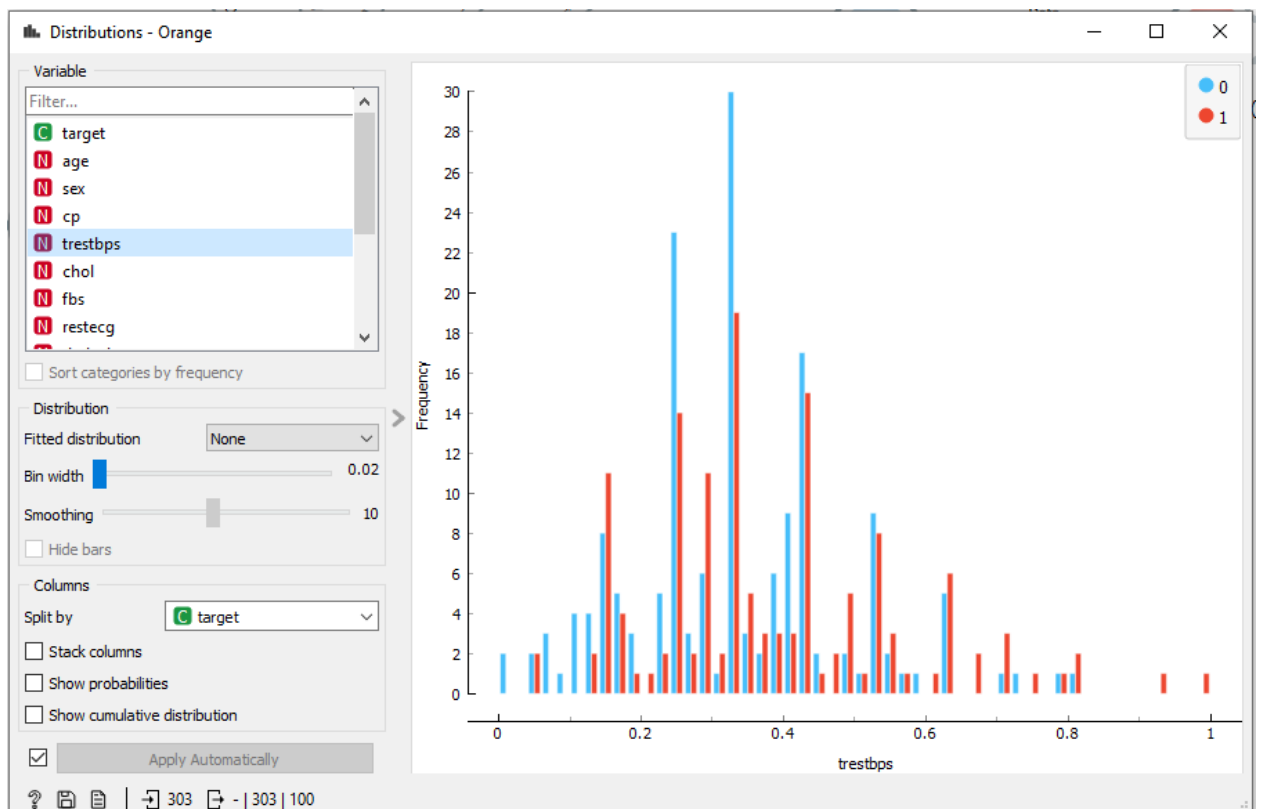 Distributions - Orange
Variable
Filter...
C target
N age
N sex
N cp
N trestbps
N chol
N fbs
N restecg
Sort categories by frequency
Distribution
Fitted distribution None
Bin width 0.02
Smoothing 10
Hide bars
Columns
Split by C target
Stack columns
Show probabilities
Show cumulative distribution
Apply Automatically
? 303 - | 303 | 100
30
28
26
24
22
20
18
16
14
12
10
8
6
4
2
0
Frequency
0 0.2 0.4 0.6 0.8 1
trestbps
0
1